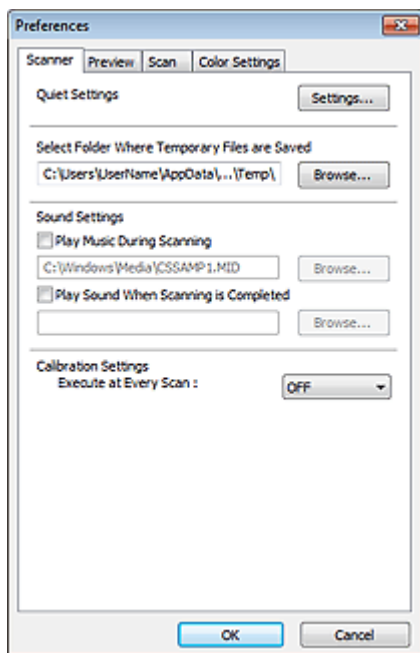 Preferences
Scanner Preview Scan Color Settings
Quiet Settings Settings...
Select Folder Where Temporary Files are Saved
C:\Users\UserName\AppData\...\Temp\ Browse...
Sound Settings
Play Music During Scanning
C:\Windows\Media\CSSAMP1.MID Browse...
Play Sound When Scanning is Completed
Browse...
Calibration Settings
Execute at Every Scan : OFF
OK Cancel